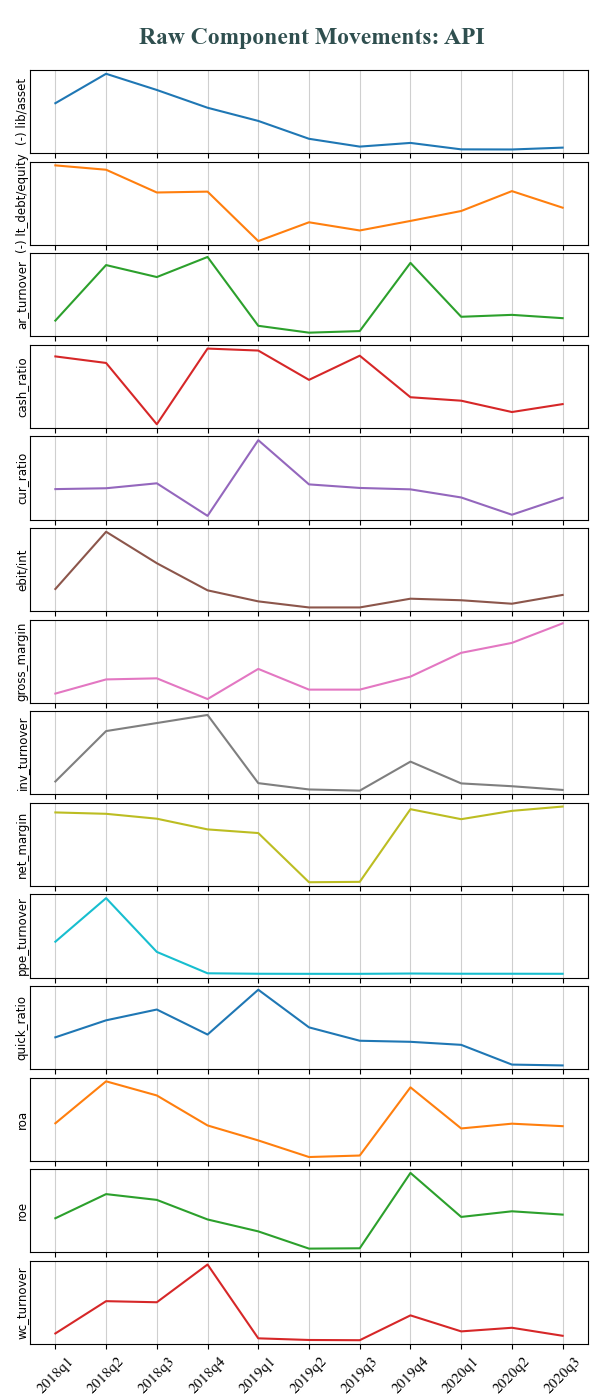 Raw Component Movements: API
(-) lib/asset
(-) lt_debt/equity
ar_turnover
cash_ratio
cur_ratio
ebit/int
gross_margin
inv_turnover
net_margin
ppe_turnover
quick_ratio
roa
roe
wc_turnover
2018q1 2018q2 2018q3 2018q4 2019q1 2019q2 2019q3 2019q4 2020q1 2020q2 2020q3